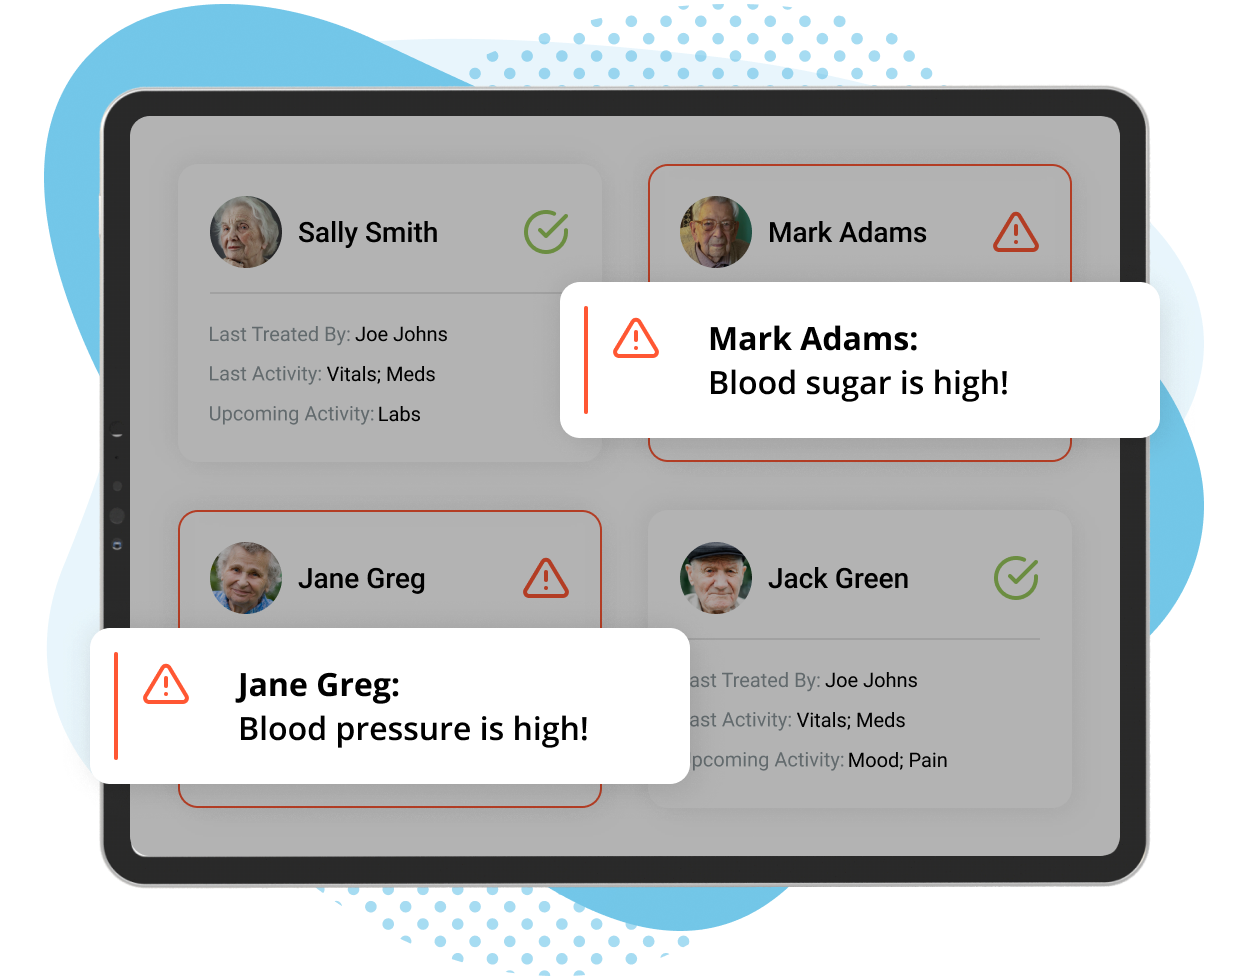 Sally Smith
Last Treated By: Joe Johns
Last Activity: Vitals; Meds
Upcoming Activity: Labs
Mark Adams
Mark Adams:
Blood sugar is high!
Jane Greg
Jane Greg:
Blood pressure is high!
Jack Green
ast Treated By: Joe Johns
ast Activity: Vitals; Meds
pcoming Activity: Mood; Pain